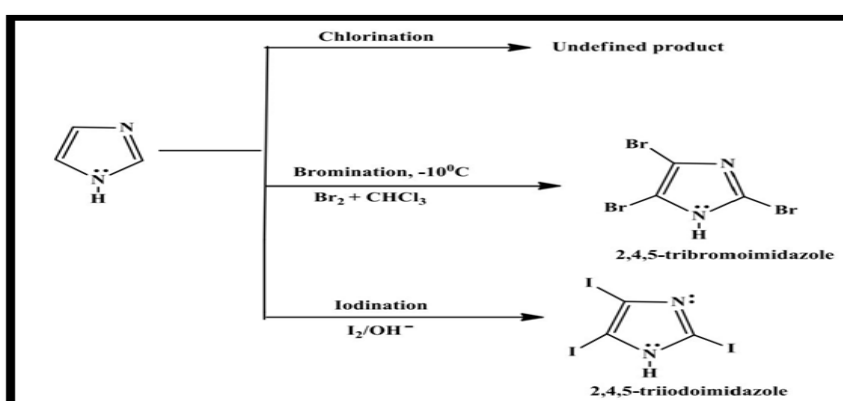 Chlorination
Undefined product
N
N̈
H
Bromination, -10⁰C
Br₂ + CHCl₃
Br
N
Br
N̈
Br
H
2,4,5-tribromoimidazole
Iodination
I₂/OH⁻
I
N:
I
N̈
I
H
2,4,5-triiodoimidazole